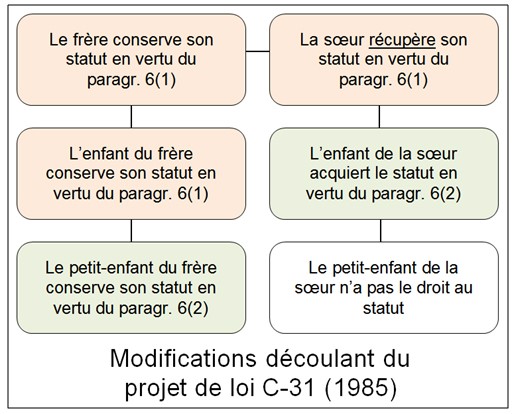 Le frère conserve son
statut en vertu du
paragr. 6(1)
La sœur récupère son
statut en vertu du
paragr. 6(1)
L'enfant du frère
conserve son statut en
vertu du paragr. 6(1)
L'enfant de la sœur
acquiert le statut en
vertu du paragr. 6(2)
Le petit-enfant du frère
conserve son statut en
vertu du paragr. 6(2)
Le petit-enfant de la
sœur n'a pas le droit au
statut
Modifications découlant du
projet de loi C-31 (1985)